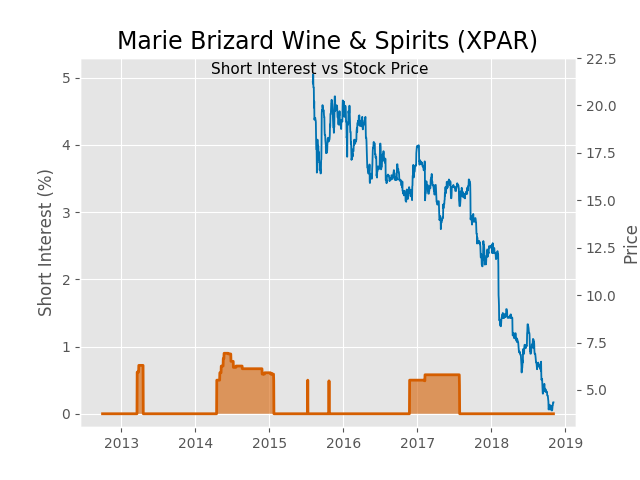 Marie Brizard Wine & Spirits (XPAR)
Short Interest vs Stock Price
Short Interest (%)
5
4
3
2
1
0
22.5
20.0
17.5
15.0
12.5
10.0
7.5
5.0
Price
2013 2014 2015 2016 2017 2018 2019